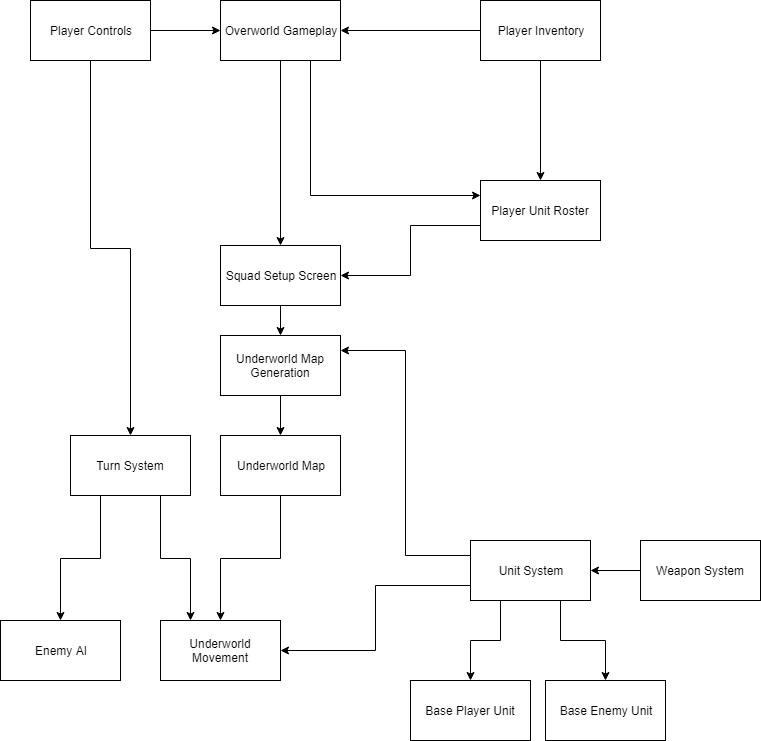 Player Controls
Overworld Gameplay
Player Inventory
Player Unit Roster
Squad Setup Screen
Underworld Map
Generation
Turn System
Underworld Map
Unit System
Weapon System
Enemy AI
Underworld
Movement
Base Player Unit
Base Enemy Unit